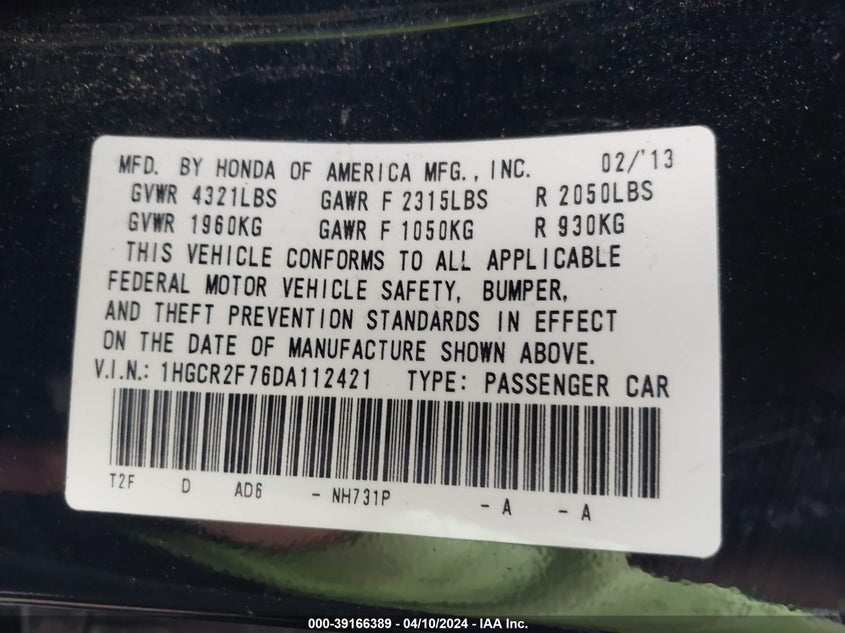 MFD. BY HONDA OF AMERICA MFG., INC. 02/'13
GVWR 4321LBS GAWR F 2315LBS R 2050LBS
GVWR 1960KG GAWR F 1050KG R 930KG
THIS VEHICLE CONFORMS TO ALL APPLICABLE
FEDERAL MOTOR VEHICLE SAFETY, BUMPER,
AND THEFT PREVENTION STANDARDS IN EFFECT
ON THE DATE OF MANUFACTURE SHOWN ABOVE.
V.I.N.: 1HGCR2F76DA112421 TYPE: PASSENGER CAR
T2F D AD6 - NH731P - A - A
000-39166389 - 04/10/2024 - IAA Inc.